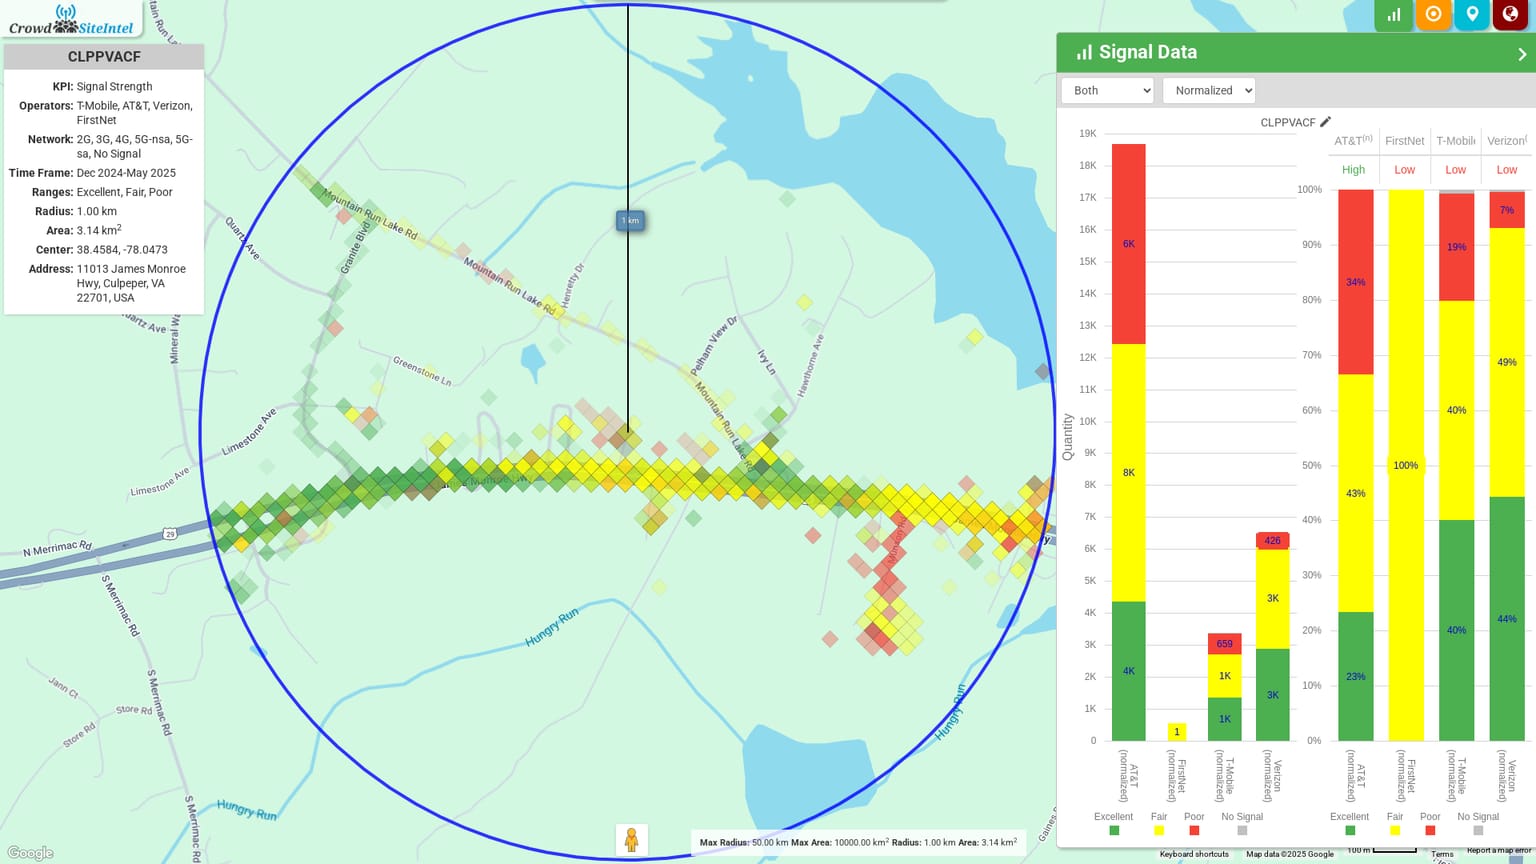 Crowd SiteIntel
CLPPVACF
KPI: Signal Strength
Operators: T-Mobile, AT&T, Verizon,
FirstNet
Network: 2G, 3G, 4G, 5G-nsa, 5G-
sa, No Signal
Time Frame: Dec 2024-May 2025
Ranges: Excellent, Fair, Poor
Radius: 1.00 km
Area: 3.14 km²
Center: 38.4584, -78.0473
Address: 11013 James Monroe
Hwy, Culpeper, VA
22701, USA
1 km
Mountain Run Lake Rd
Quartz Ave
Granite Blvd
Mountain Run Lake Rd
Henretty Dr
Quartz Ave
Pelham View Dr
Ivy Ln
Hawthorne Ave
Greenstone Ln
Mountain Run Lake Rd
Limestone Ave
Limestone Ave
29
N Merrimac Rd
S Merrimac Rd
Hungry Run
S Merrimac Rd
Jann Ct
Store Rd
Store Rd
Hungry Run
Hungry Run
S Merrimac Rd
Google
Max Radius: 50.00 km Max Area: 10000.00 km² Radius: 1.00 km Area: 3.14 km²
Signal Data
Both
Normalized
CLPPVACF
AT&T(n)
FirstNet
T-Mobile
Verizon(
High
Low
Low
Low
Quantity
19K
18K
17K
16K
15K
14K
13K
12K
11K
10K
9K
8K
7K
6K
5K
4K
3K
2K
1K
0
6K
8K
4K
1
659
1K
1K
426
3K
3K
100%
90%
80%
70%
60%
50%
40%
30%
20%
10%
0%
34%
43%
23%
100%
19%
40%
40%
7%
49%
44%
AT&T
(normalized)
FirstNet
(normalized)
T-Mobile
(normalized)
Verizon
(normalized)
AT&T
(normalized)
FirstNet
(normalized)
T-Mobile
(normalized)
Verizon
(normalized)
Excellent
Fair
Poor
No Signal
Excellent
Fair
Poor
No Signal
Keyboard shortcuts
Map data ©2025 Google
100 m
Terms
Report a map error